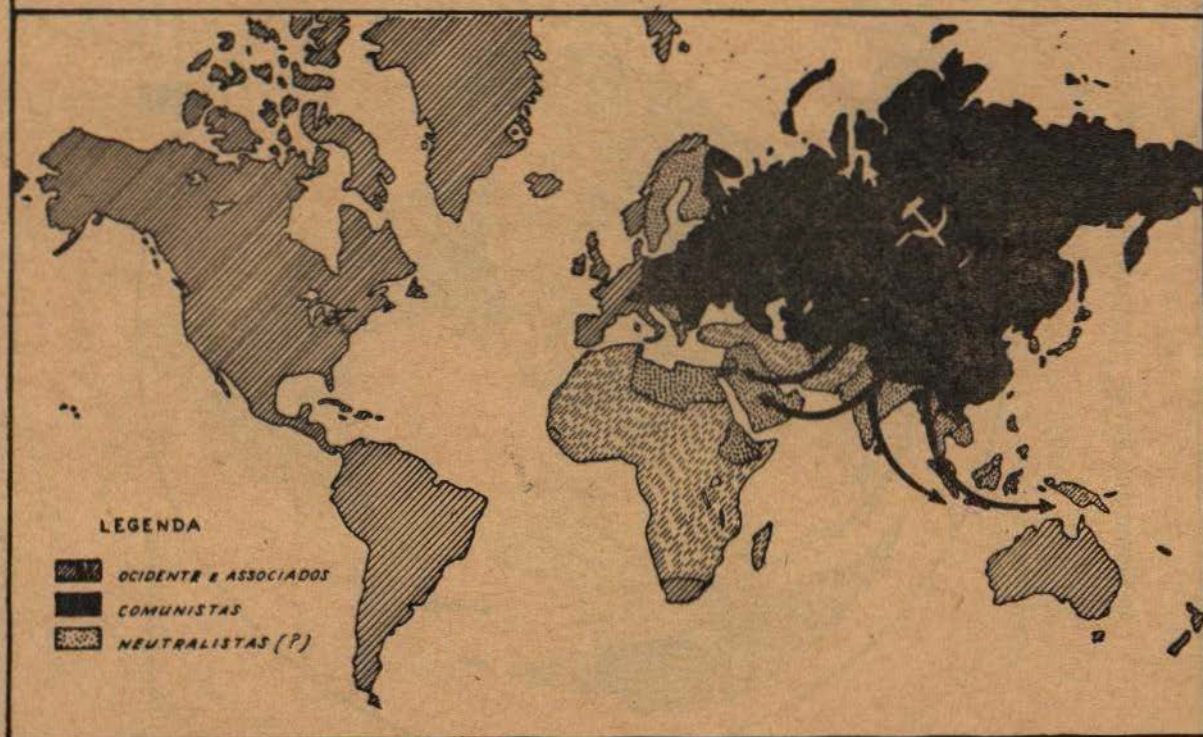 LEGENDA
OCIDENTE E ASSOCIADOS
COMUNISTAS
NEUTRALISTAS (?)